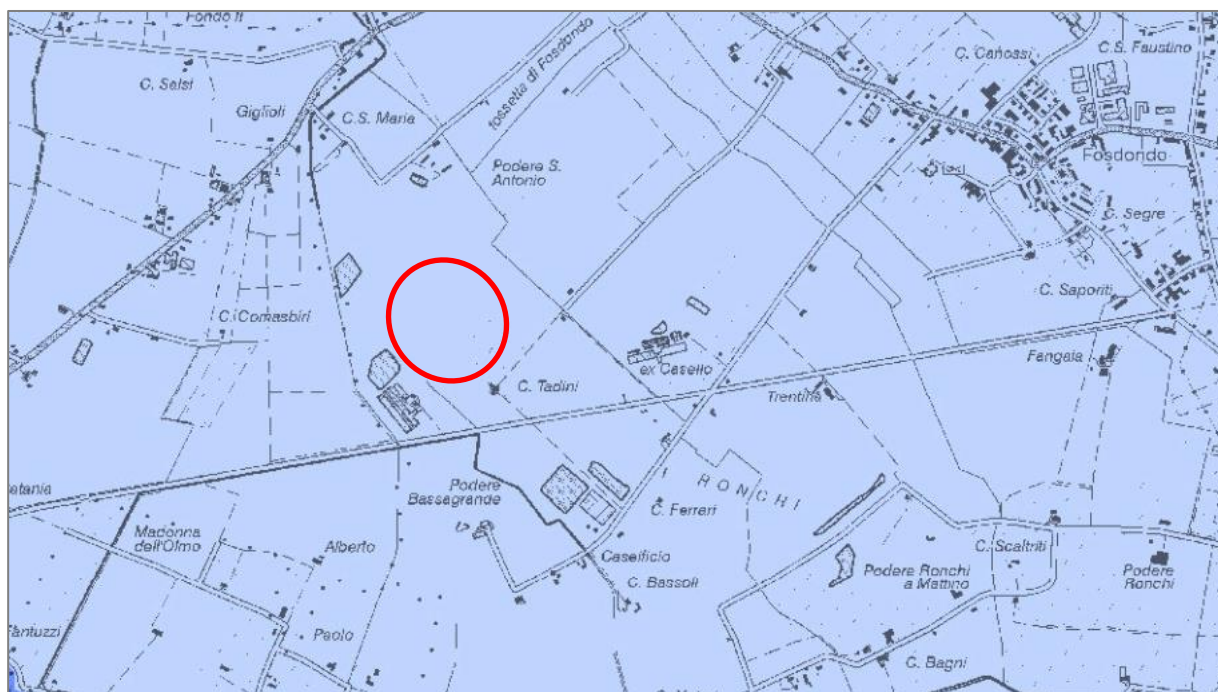 Fondo II
C. Salsi
Giglioli
C.S. Maria
fossetta di Fosdondo
Podere S.
Antonio
C. Canossi
C.S. Faustino
Fosdondo
C. Segre
C. Saporiti
C. Comasbiri
C. Tadini
ex Casello
Trentina
Fangaia
RONCHI
Podere
Bassagrande
C. Ferrari
Madonna
dell'Olmo
Alberto
Caseificio
C. Bassoli
Podere Ronchi
a Mattino
C. Scaltriti
Podere
Ronchi
Paolo
C. Bagni